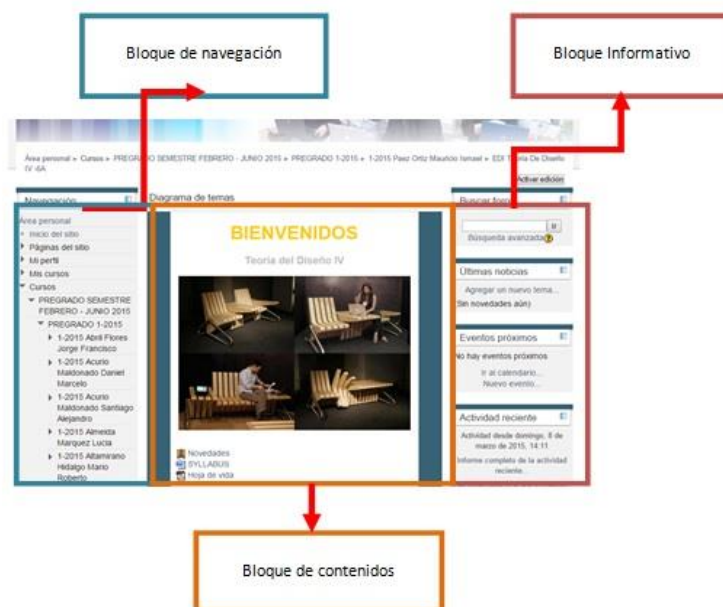 Bloque de navegación
Bloque Informativo
Área personal ▸ Cursos ▸ PREGRADO SEMESTRE FEBRERO - JUNIO 2015 ▸ PREGRADO 1-2015 ▸ 1-2015 Paez Ortiz Mauricio Ismael ▸ EDI Teoría De Diseño
IV -6A
Activar edición
Navegación
Área personal
Inicio del sitio
Páginas del sitio
Mi perfil
Mis cursos
Cursos
PREGRADO SEMESTRE
FEBRERO - JUNIO 2015
PREGRADO 1-2015
1-2015 Abril Flores
Jorge Francisco
1-2015 Acurio
Maldonado Daniel
Marcelo
1-2015 Acurio
Maldonado Santiago
Alejandro
1-2015 Almeida
Marquez Lucia
1-2015 Altamirano
Hidalgo Mario
Roberto
Diagrama de temas
BIENVENIDOS
Teoría del Diseño IV
Novedades
SYLLABUS
Hoja de vida
Buscar foros
Ir
Búsqueda avanzada
Últimas noticias
Agregar un nuevo tema...
(Sin novedades aún)
Eventos próximos
No hay eventos próximos
Ir al calendario...
Nuevo evento...
Actividad reciente
Actividad desde domingo, 8 de
marzo de 2015, 14:11
Informe completo de la actividad
reciente...
Bloque de contenidos